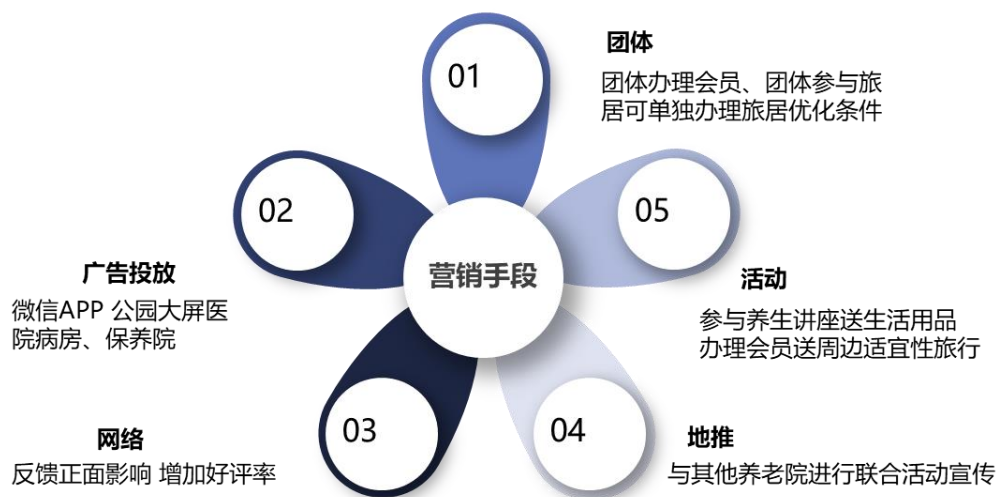 01
团体
团体办理会员、团体参与旅
居可单独办理旅居优化条件
02
广告投放
微信APP 公园大屏医
院病房、保养院
营销手段
05
活动
参与养生讲座送生活用品
办理会员送周边适宜性旅行
03
网络
反馈正面影响 增加好评率
04
地推
与其他养老院进行联合活动宣传